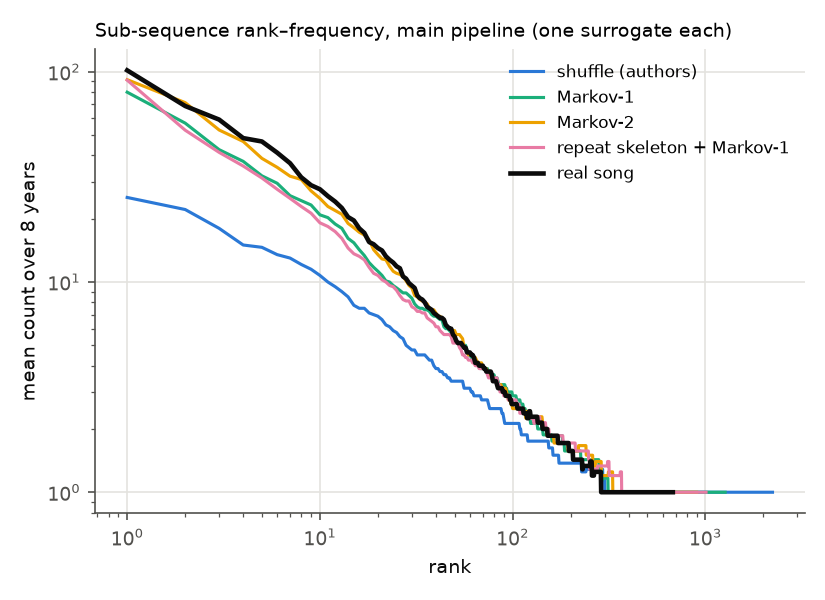 Sub-sequence rank–frequency, main pipeline (one surrogate each)
shuffle (authors)
Markov-1
Markov-2
repeat skeleton + Markov-1
real song
mean count over 8 years
10²
10¹
10⁰
10⁰ 10¹ 10² 10³
rank